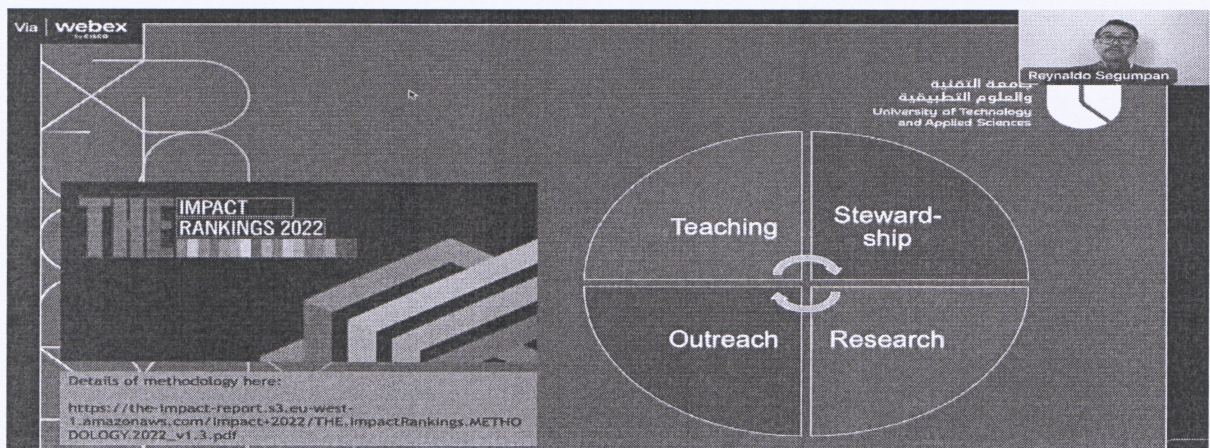 Via webex
by CISCO
Reynaldo Segumpan
جامعة التقنية
والعلوم التطبيقية
University of Technology
and Applied Sciences
THE IMPACT
RANKINGS 2022
Teaching
Steward-
ship
Outreach
Research
Details of methodology here:
https://the-impact-report.s3.eu-west-
1.amazonaws.com/Impact+2022/THE.ImpactRankings.METHO
DOLOGY.2022_v1.3.pdf